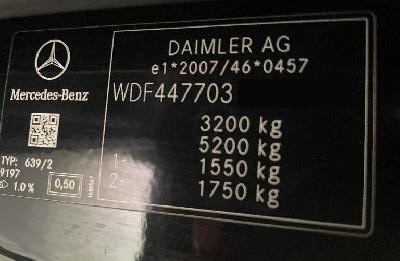 DAIMLER AG
e1*2007/46*0457
Mercedes-Benz
WDF447703
3200 kg
5200 kg
1- 1550 kg
2- 1750 kg
TYP: 639/2
9197
1.0 % 0,50